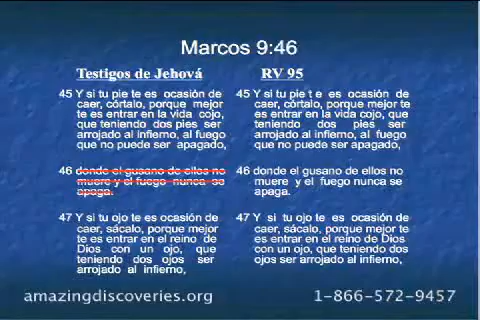 Marcos 9:46
Testigos de Jehová
45 Y si tu pie te es ocasión de
caer, córtalo, porque mejor
te es entrar en la vida cojo,
que teniendo dos pies ser
arrojado al infierno, al fuego
que no puede ser apagado,
46 donde el gusano de ellos no
muere y el fuego nunca se
apaga.
47 Y si tu ojo te es ocasión de
caer, sácalo, porque mejor
te es entrar en el reino de
Dios con un ojo, que
teniendo dos ojos ser
arrojado al infierno,
RV 95
45 Y si tu pie t e es ocasión de
caer, córtalo, porque mejor te
es entrar en la vida cojo, que
teniendo dos pies ser
arrojado al infierno, al fuego
que no puede ser apagado,
46 donde el gusano de ellos no
muere y el fuego nunca se
apaga.
47 Y si tu ojo te es ocasión de
caer, sácalo, porque mejor te
es entrar en el reino de Dios
con un ojo, que teniendo dos
ojos ser arrojado al infierno,
amazingdiscoveries.org
1-866-572-9457